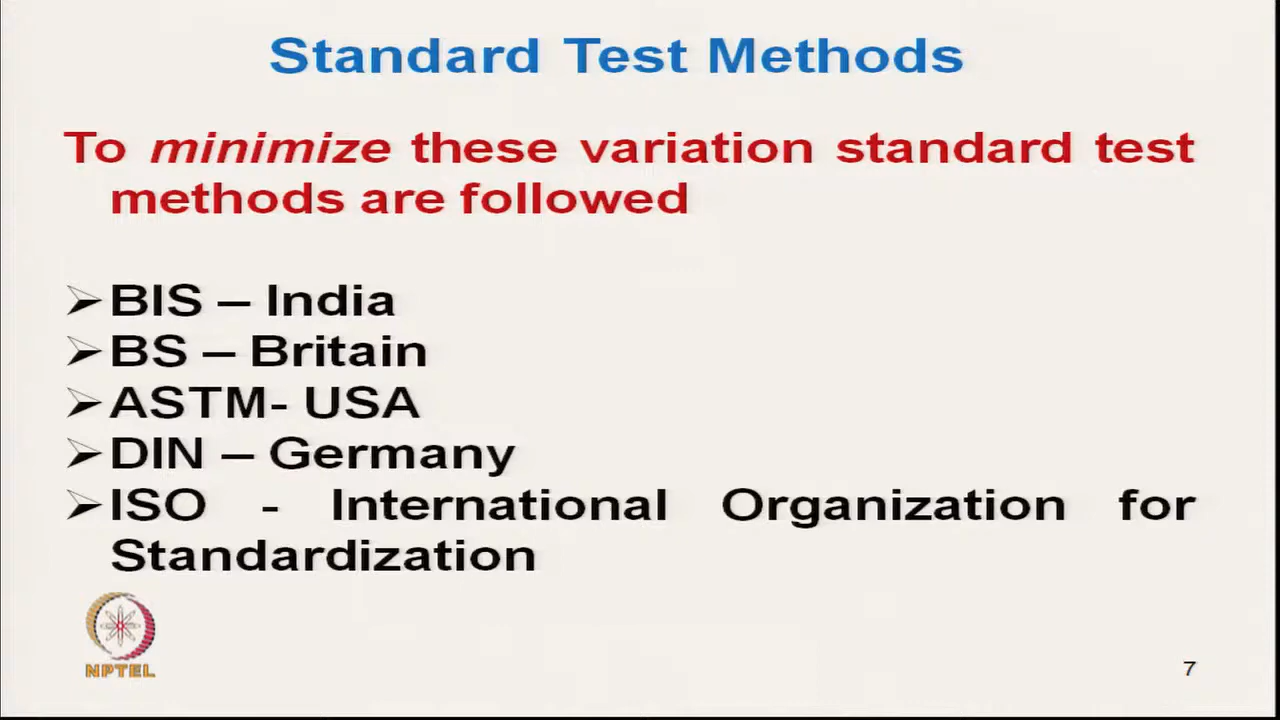 Standard Test Methods
To minimize these variation standard test
methods are followed
➢BIS – India
➢BS – Britain
➢ASTM- USA
➢DIN – Germany
➢ISO - International Organization for
Standardization
NPTEL
7